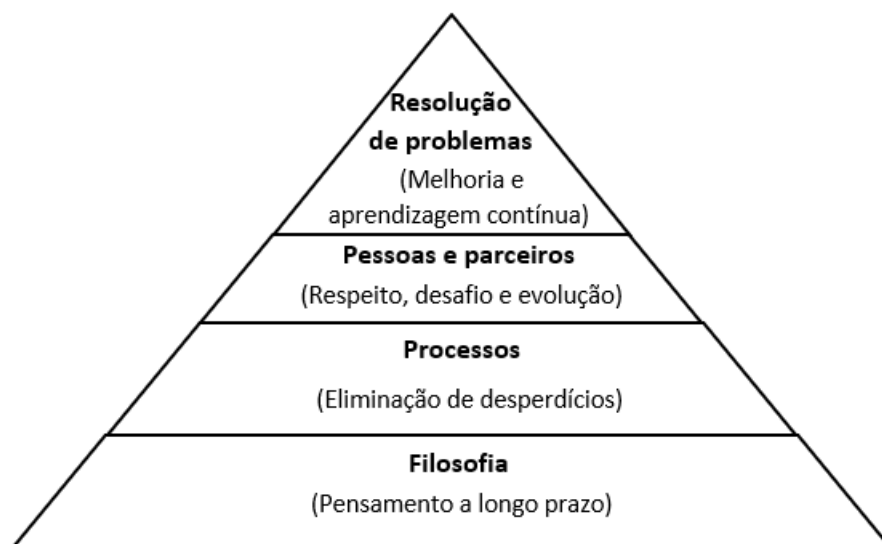 Resolução
de problemas
(Melhoria e
aprendizagem contínua)
Pessoas e parceiros
(Respeito, desafio e evolução)
Processos
(Eliminação de desperdícios)
Filosofia
(Pensamento a longo prazo)